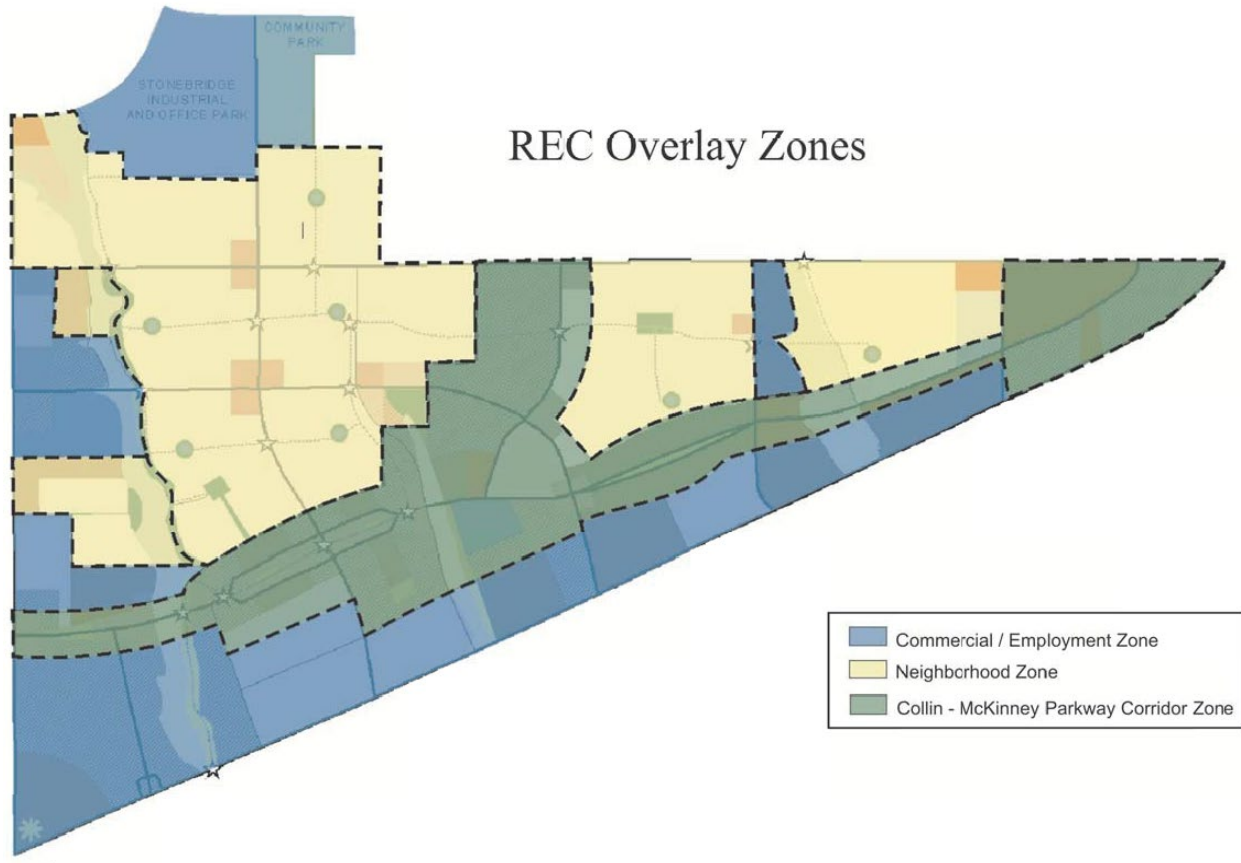 COMMUNITY
PARK
STONEBRIDGE
INDUSTRIAL
AND OFFICE PARK
REC Overlay Zones
Commercial / Employment Zone
Neighborhood Zone
Collin - McKinney Parkway Corridor Zone